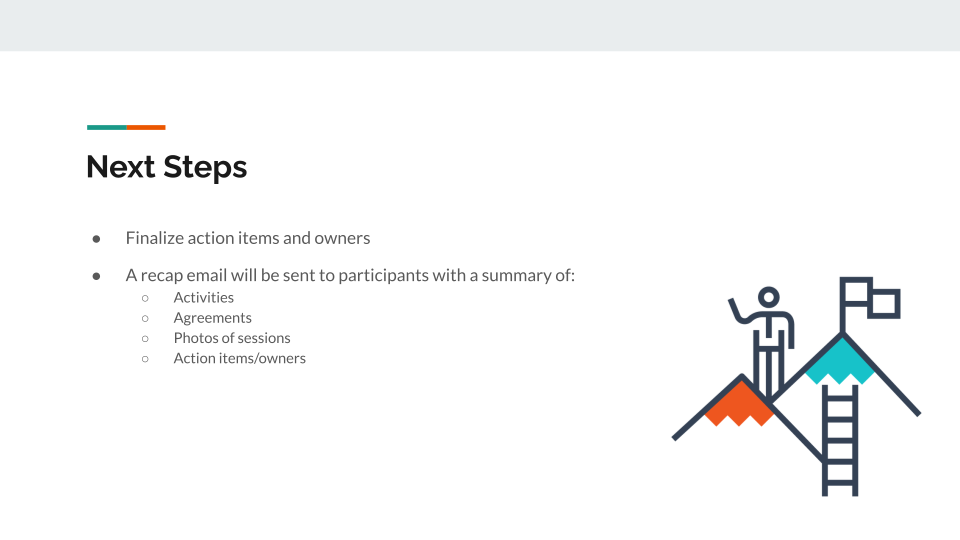 Next Steps
● Finalize action items and owners
● A recap email will be sent to participants with a summary of:
○ Activities
○ Agreements
○ Photos of sessions
○ Action items/owners